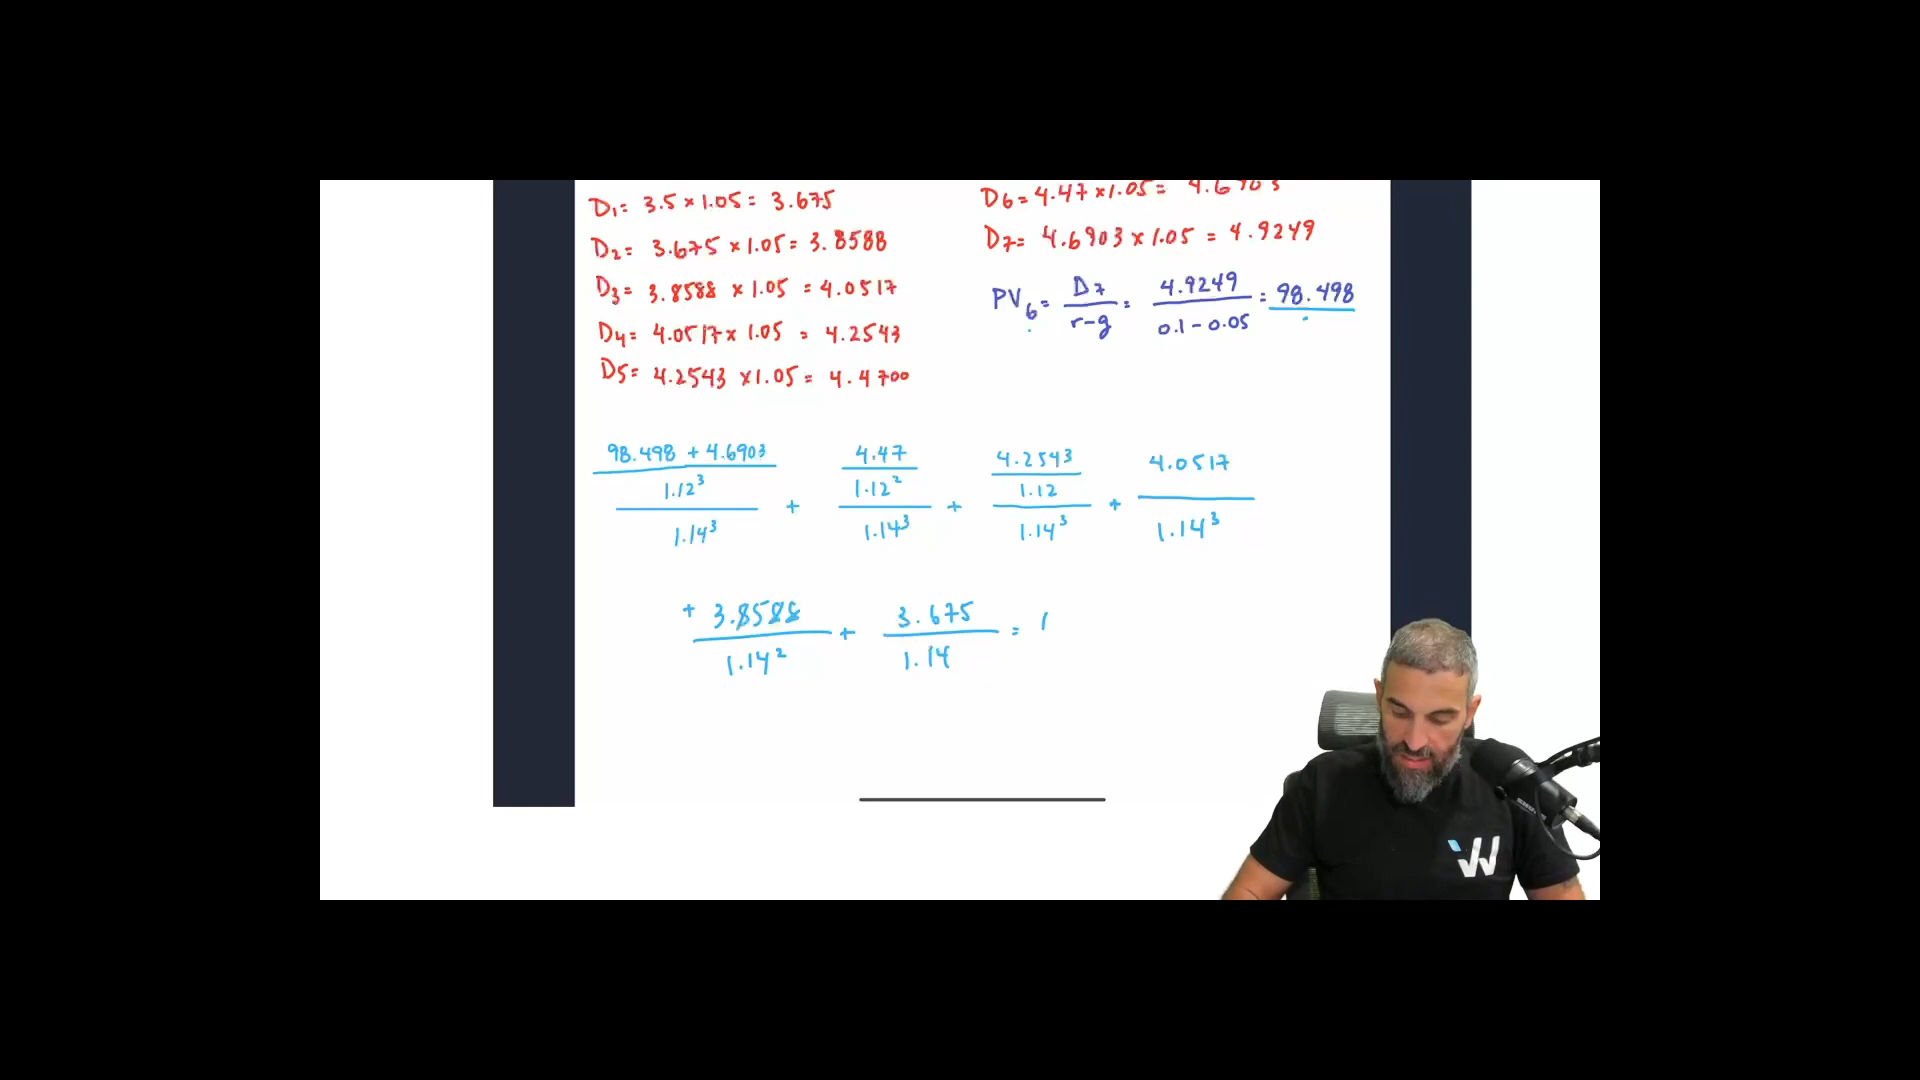 D₁= 3.5 × 1.05 = 3.675
D₂= 3.675 × 1.05 = 3.8588
D₃= 3.8588 × 1.05 = 4.0517
D₄= 4.0517 × 1.05 = 4.2543
D₅= 4.2543 × 1.05 = 4.4700
D₆= 4.47 × 1.05 = 4.6903
D₇= 4.6903 × 1.05 = 4.9249
PV₆ = D₇ / r-g = 4.9249 / 0.1 - 0.05 = 98.498
98.498 + 4.6903 / 1.12³ / 1.14³ + 4.47 / 1.12² / 1.14³ + 4.2543 / 1.12 / 1.14³ + 4.0517 / 1.14³
+ 3.8588 / 1.14² + 3.675 / 1.14 = 1
W